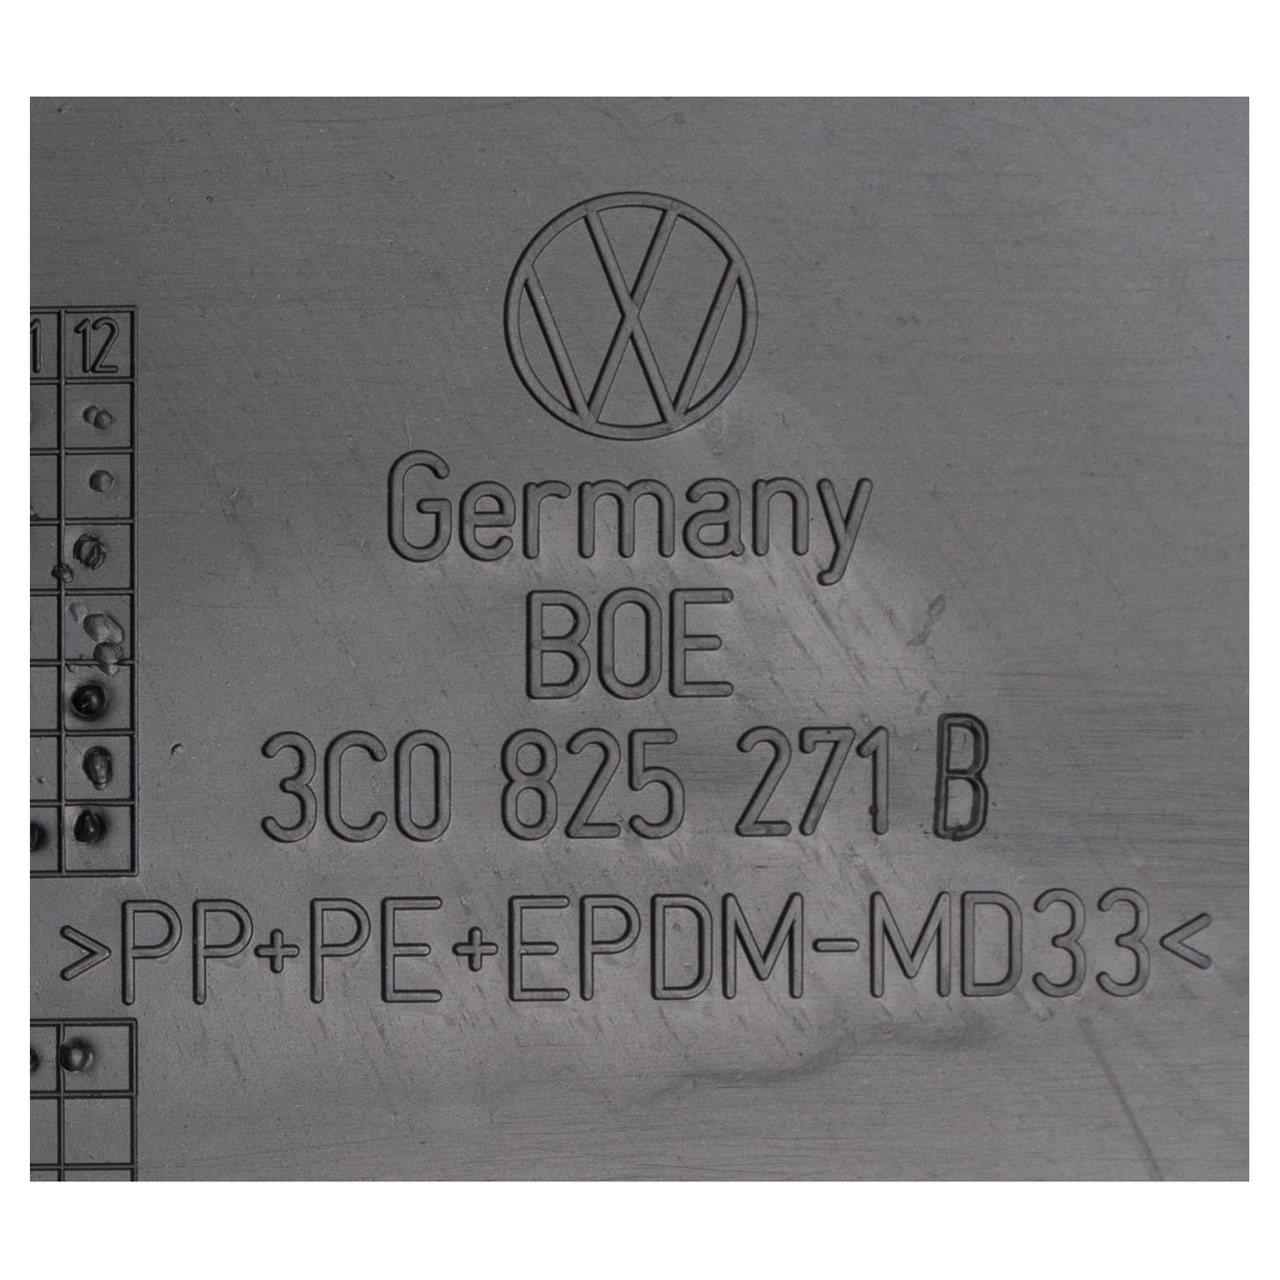 12
Germany
BOE
3C0 825 271 B
>PP+PE+EPDM-MD33<